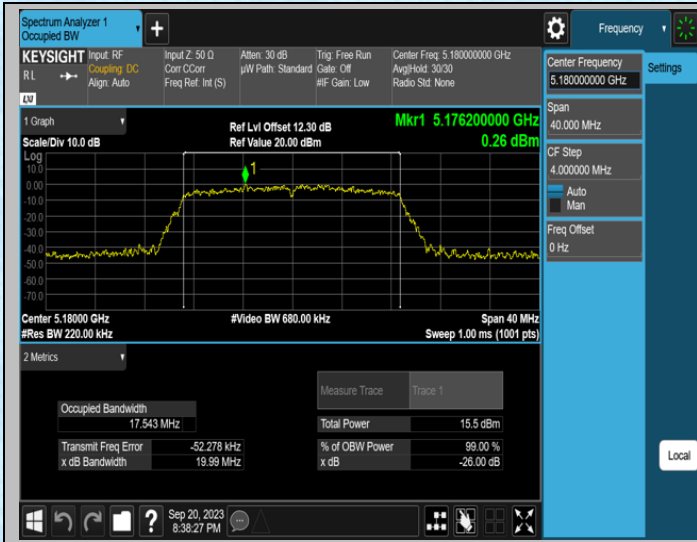 Spectrum Analyzer 1
Occupied BW
+
Frequency
KEYSIGHT
RL
LXI
Input: RF
Coupling: DC
Align: Auto
Input Z: 50 Ω
Corr CCorr
Freq Ref: Int (S)
Atten: 30 dB
µW Path: Standard
Trig: Free Run
Gate: Off
#IF Gain: Low
Center Freq: 5.180000000 GHz
Avg|Hold: 30/30
Radio Std: None
Center Frequency
5.180000000 GHz
Settings
Span
40.000 MHz
CF Step
4.000000 MHz
Auto
Man
Freq Offset
0 Hz
Local
1 Graph
Scale/Div 10.0 dB
Ref Lvl Offset 12.30 dB
Ref Value 20.00 dBm
Mkr1 5.176200000 GHz
0.26 dBm
Log
10.0
0.00
-10.0
-20.0
-30.0
-40.0
-50.0
-60.0
-70.0
1
Center 5.18000 GHz
#Res BW 220.00 kHz
#Video BW 680.00 kHz
Span 40 MHz
Sweep 1.00 ms (1001 pts)
2 Metrics
Measure Trace Trace 1
Occupied Bandwidth
17.543 MHz
Total Power 15.5 dBm
Transmit Freq Error -52.278 kHz
% of OBW Power 99.00 %
x dB Bandwidth 19.99 MHz
x dB -26.00 dB
?
Sep 20, 2023
8:38:27 PM